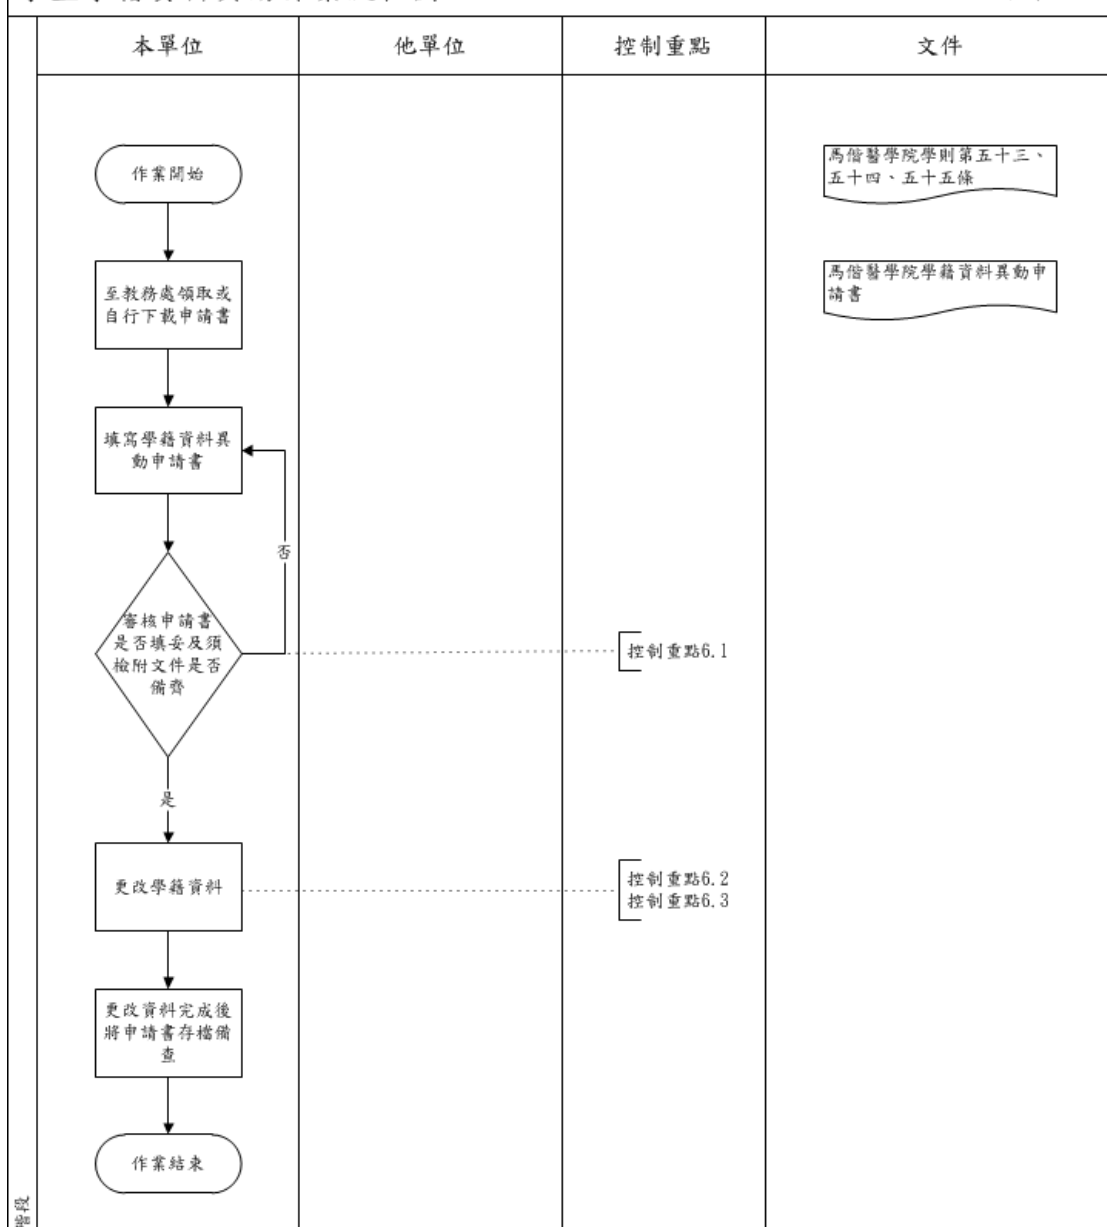 本單位
他單位
控制重點
文件
作業開始
馬偕醫學院學則第五十三、
五十四、五十五條
至教務處領取或
自行下載申請書
馬偕醫學院學籍資料異動申
請書
填寫學籍資料異
動申請書
否
審核申請書
是否填妥及須
檢附文件是否
備齊
控制重點6.1
是
更改學籍資料
控制重點6.2
控制重點6.3
更改資料完成後
將申請書存檔備
查
作業結束
階段